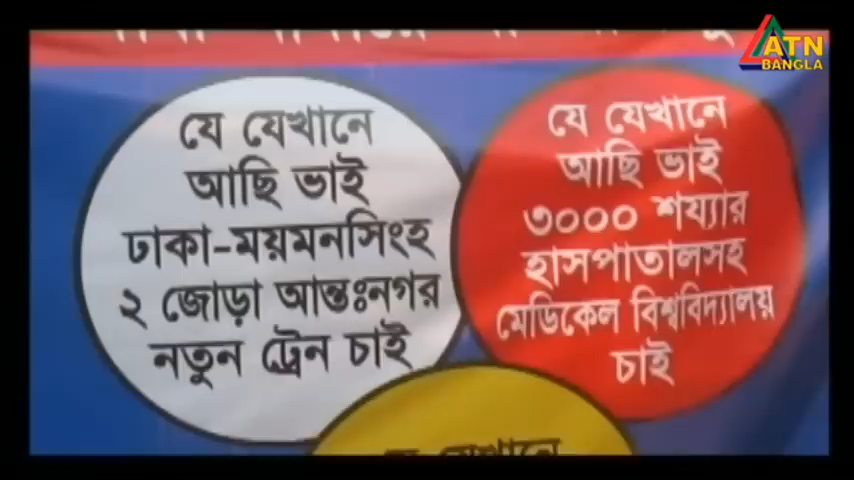 ATN
BANGLA
যে যেখানে
আছি ভাই
ঢাকা-ময়মনসিংহ
২ জোড়া আন্তঃনগর
নতুন ট্রেন চাই
যে যেখানে
আছি ভাই
৩০০০ শয্যার
হাসপাতালসহ
মেডিকেল বিশ্ববিদ্যালয়
চাই
যে যেখানে